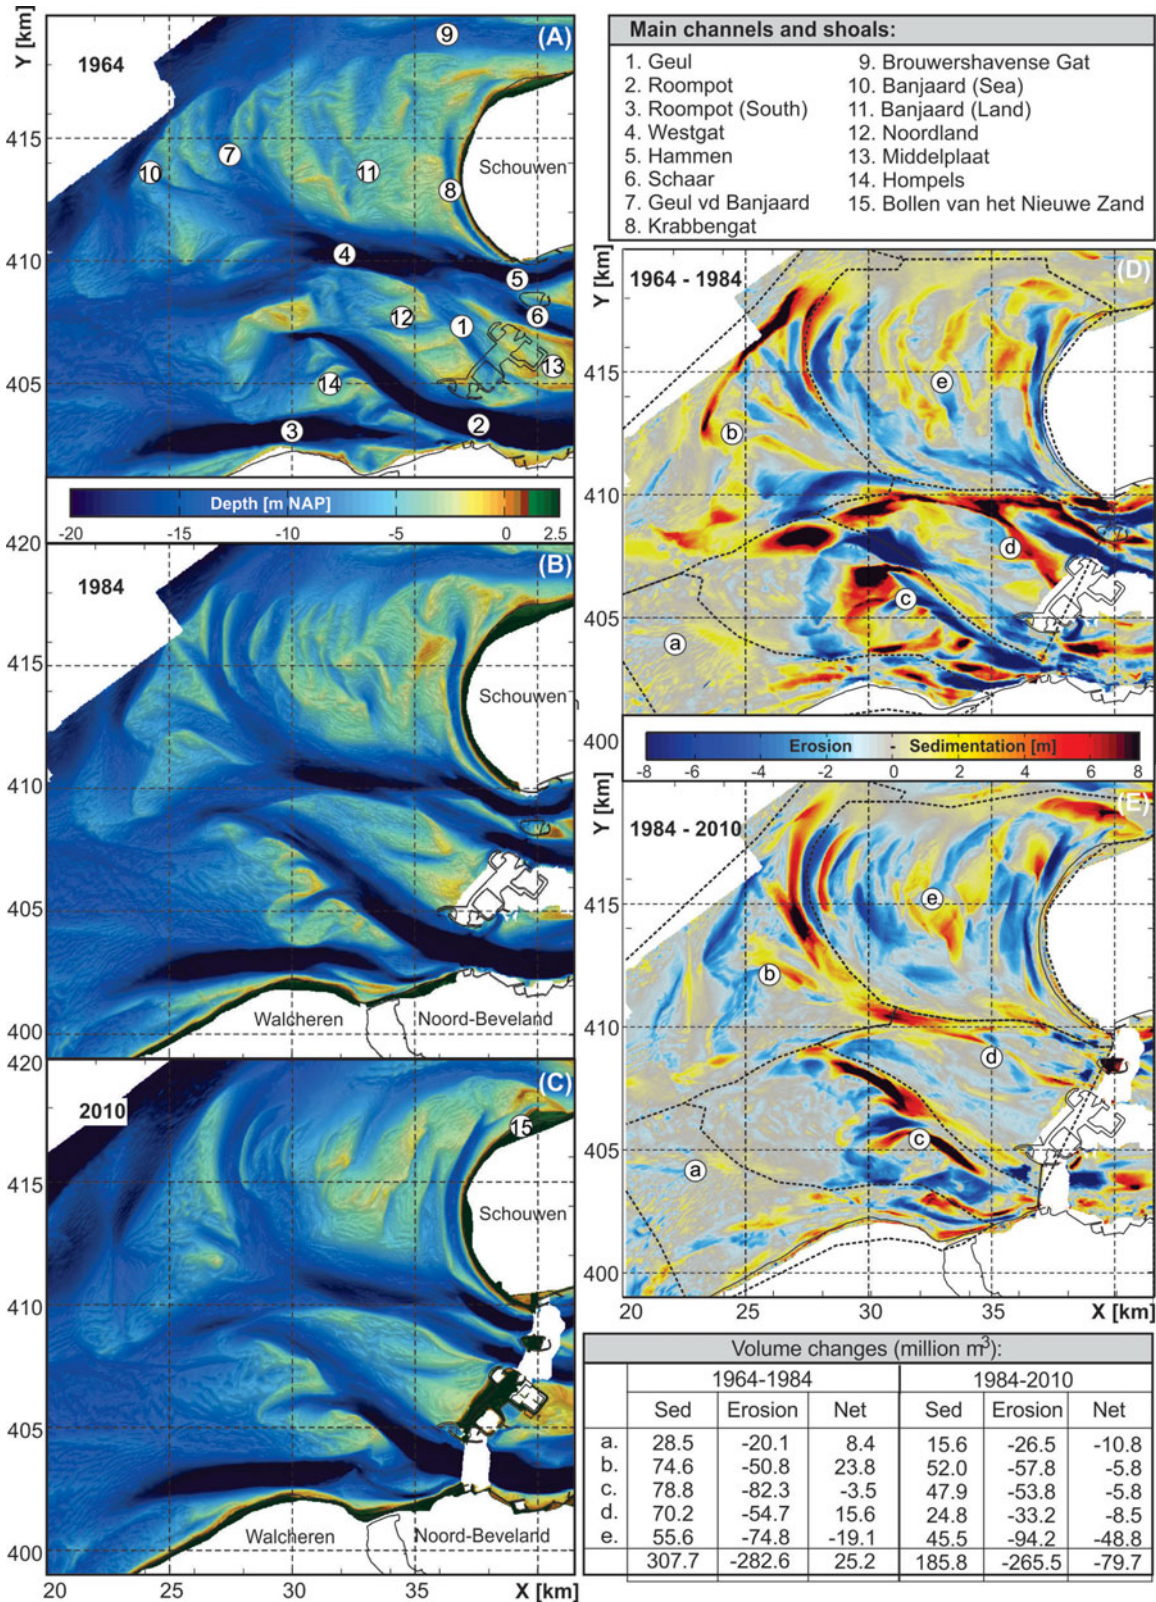 Y [km]
420
415
410
405
1964
(A)
9
7
10
11
8
Schouwen
4
5
6
12
1
14
13
3
2
Depth [m NAP]
-20
-15
-10
-5
0
2.5
420
415
410
405
400
1984
(B)
Schouwen
Walcheren
Noord-Beveland
420
415
410
405
400
2010
(C)
15
Schouwen
Walcheren
Noord-Beveland
20
25
30
35
X [km]
Main channels and shoals:
1. Geul
2. Roompot
3. Roompot (South)
4. Westgat
5. Hammen
6. Schaar
7. Geul vd Banjaard
8. Krabbengat
9. Brouwershavense Gat
10. Banjaard (Sea)
11. Banjaard (Land)
12. Noordland
13. Middelplaat
14. Hompels
15. Bollen van het Nieuwe Zand
Y [km]
415
410
405
400
1964 - 1984
(D)
e
b
d
c
a
Erosion - Sedimentation [m]
-8
-6
-4
-2
0
2
4
6
8
Y [km]
415
410
405
400
1984 - 2010
(E)
e
b
d
c
a
20
25
30
35
X [km]
Volume changes (million m³):
1964-1984 1984-2010
Sed Erosion Net Sed Erosion Net
a. 28.5 -20.1 8.4 15.6 -26.5 -10.8
b. 74.6 -50.8 23.8 52.0 -57.8 -5.8
c. 78.8 -82.3 -3.5 47.9 -53.8 -5.8
d. 70.2 -54.7 15.6 24.8 -33.2 -8.5
e. 55.6 -74.8 -19.1 45.5 -94.2 -48.8
307.7 -282.6 25.2 185.8 -265.5 -79.7